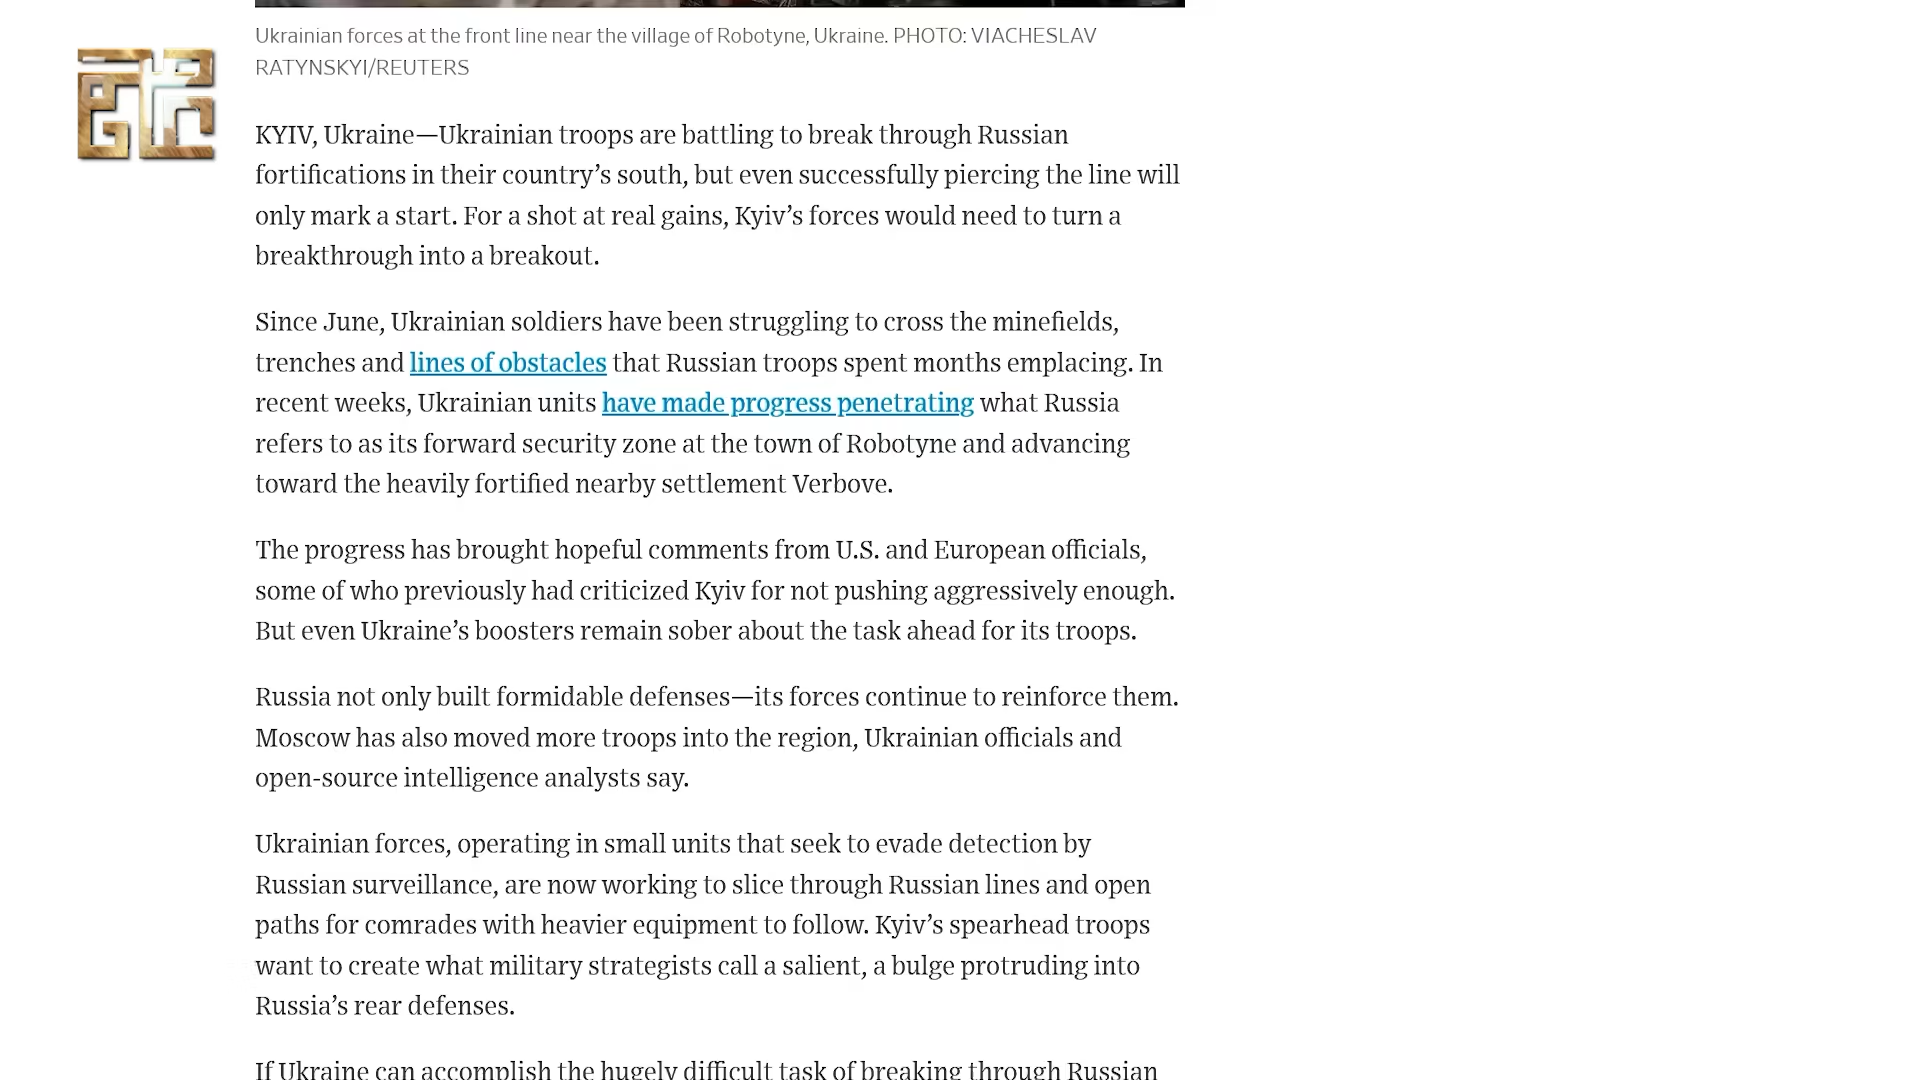 Ukrainian forces at the front line near the village of Robotyne, Ukraine. PHOTO: VIACHESLAV
RATYNSKYI/REUTERS
KYIV, Ukraine—Ukrainian troops are battling to break through Russian
fortifications in their country’s south, but even successfully piercing the line will
only mark a start. For a shot at real gains, Kyiv’s forces would need to turn a
breakthrough into a breakout.
Since June, Ukrainian soldiers have been struggling to cross the minefields,
trenches and lines of obstacles that Russian troops spent months emplacing. In
recent weeks, Ukrainian units have made progress penetrating what Russia
refers to as its forward security zone at the town of Robotyne and advancing
toward the heavily fortified nearby settlement Verbove.
The progress has brought hopeful comments from U.S. and European officials,
some of who previously had criticized Kyiv for not pushing aggressively enough.
But even Ukraine’s boosters remain sober about the task ahead for its troops.
Russia not only built formidable defenses—its forces continue to reinforce them.
Moscow has also moved more troops into the region, Ukrainian officials and
open-source intelligence analysts say.
Ukrainian forces, operating in small units that seek to evade detection by
Russian surveillance, are now working to slice through Russian lines and open
paths for comrades with heavier equipment to follow. Kyiv’s spearhead troops
want to create what military strategists call a salient, a bulge protruding into
Russia’s rear defenses.
If Ukraine can accomplish the hugely difficult task of breaking through Russian